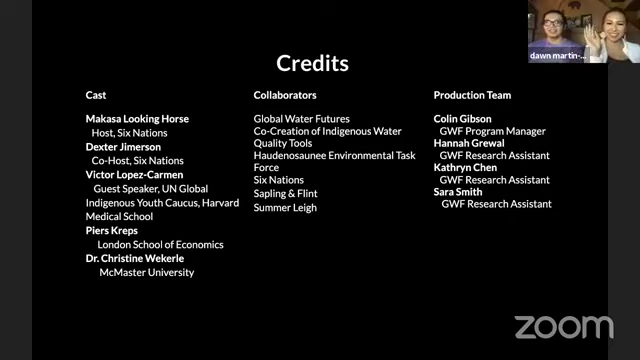 dawn martin-...
Credits
Cast
Makasa Looking Horse
Host, Six Nations
Dexter Jimerson
Co-Host, Six Nations
Victor Lopez-Carmen
Guest Speaker, UN Global
Indigenous Youth Caucus, Harvard
Medical School
Piers Kreps
London School of Economics
Dr. Christine Wekerle
McMaster University
Collaborators
Global Water Futures
Co-Creation of Indigenous Water
Quality Tools
Haudenosaunee Environmental Task
Force
Six Nations
Sapling & Flint
Summer Leigh
Production Team
Colin Gibson
GWF Program Manager
Hannah Grewal
GWF Research Assistant
Kathryn Chen
GWF Research Assistant
Sara Smith
GWF Research Assistant
zoom